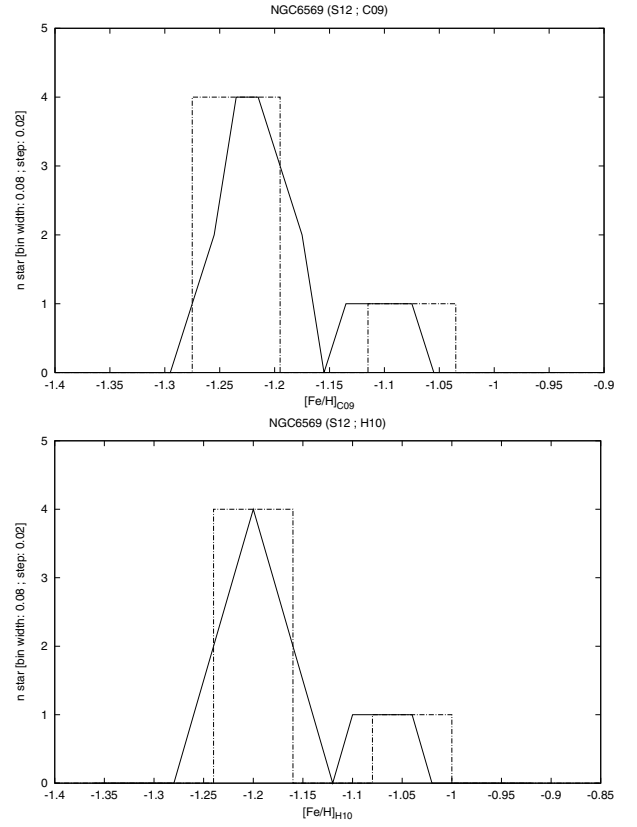 NGC6569 (S12 ; C09)
5
4
3
2
1
0
n star [bin width: 0.08 ; step: 0.02]
-1.4 -1.35 -1.3 -1.25 -1.2 -1.15 -1.1 -1.05 -1 -0.95 -0.9
[Fe/H]C09
NGC6569 (S12 ; H10)
5
4
3
2
1
0
n star [bin width: 0.08 ; step: 0.02]
-1.4 -1.35 -1.3 -1.25 -1.2 -1.15 -1.1 -1.05 -1 -0.95 -0.9 -0.85
[Fe/H]H10